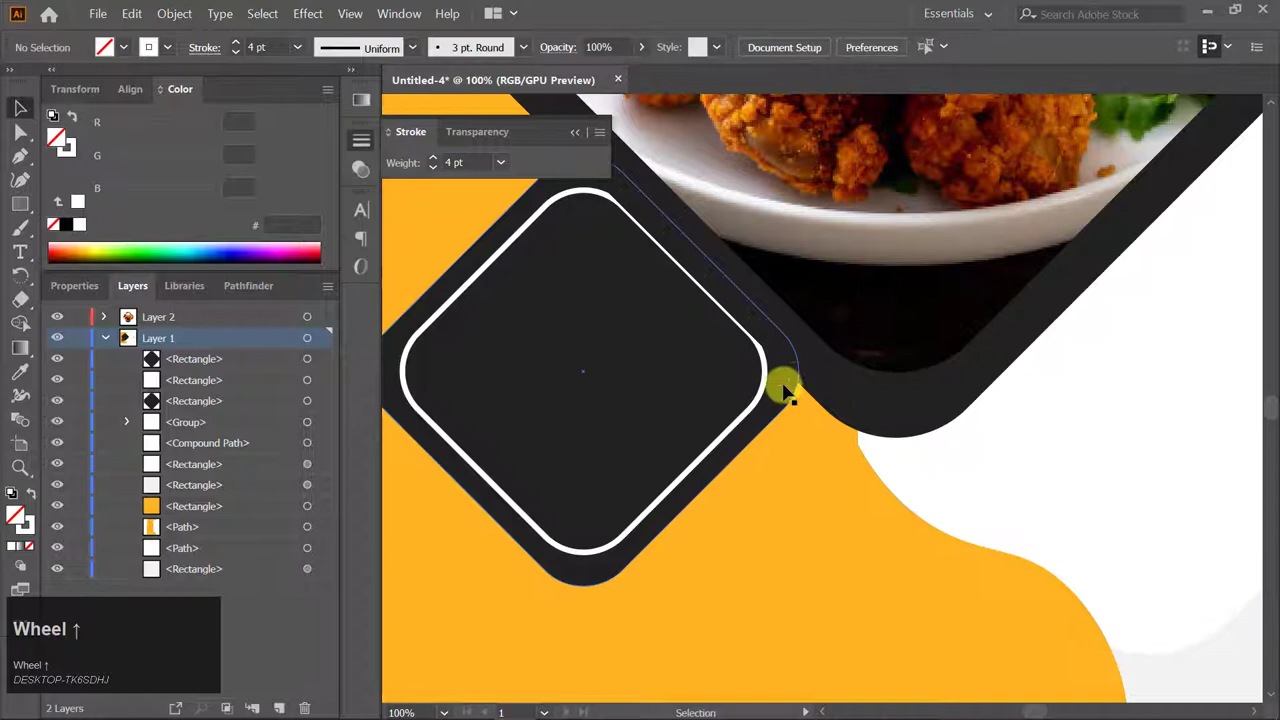 Ai File Edit Object Type Select Effect View Window Help Essentials Search Adobe Stock
No Selection Stroke: 4 pt Uniform 3 pt. Round Opacity: 100% Style: Document Setup Preferences
Transform Align Color
Untitled-4* @ 100% (RGB/GPU Preview)
R
G
B
#
Stroke Transparency
Weight: 4 pt
Properties Layers Libraries Pathfinder
Layer 2
Layer 1
<Rectangle>
<Rectangle>
<Rectangle>
<Group>
<Compound Path>
<Rectangle>
<Rectangle>
<Rectangle>
<Path>
<Path>
<Rectangle>
Wheel ↑
Wheel ↑
DESKTOP-TK6SDHJ
2 Layers
100% 1 Selection